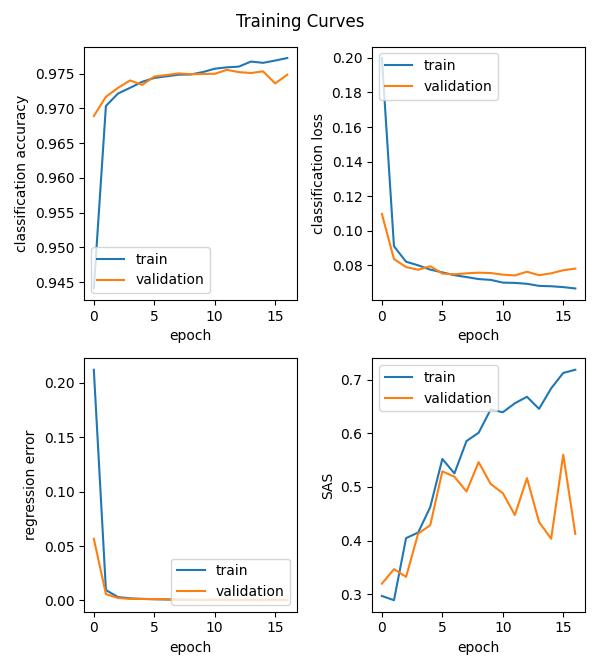 Training Curves
classification accuracy
0.975
0.970
0.965
0.960
0.955
0.950
0.945
train
validation
0 5 10 15
epoch
classification loss
0.20
0.18
0.16
0.14
0.12
0.10
0.08
train
validation
0 5 10 15
epoch
regression error
0.20
0.15
0.10
0.05
0.00
train
validation
0 5 10 15
epoch
SAS
0.7
0.6
0.5
0.4
0.3
train
validation
0 5 10 15
epoch